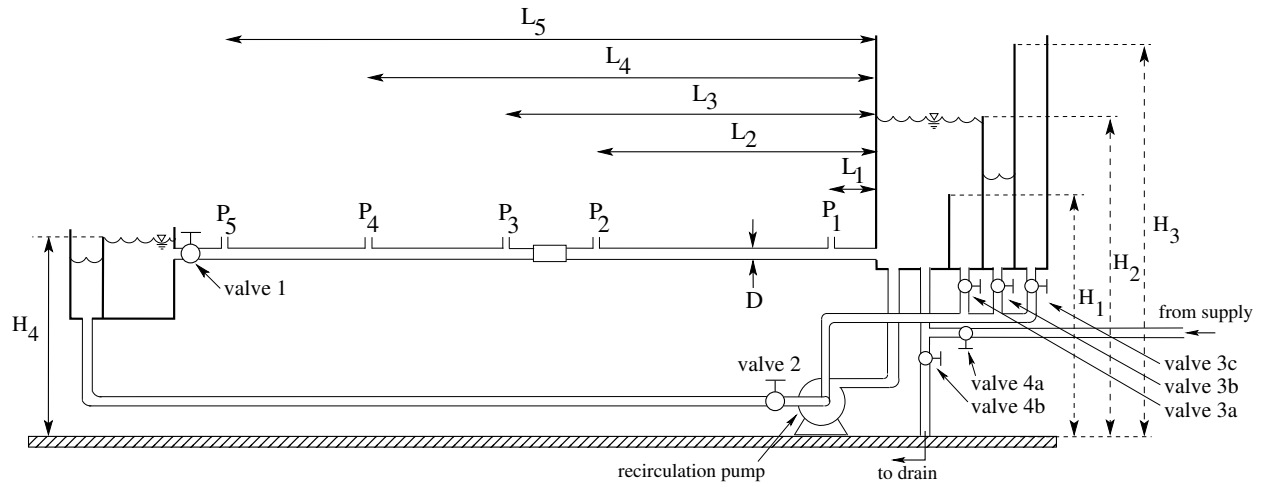 L5
L4
L3
L2
L1
P5
P4
P3
P2
P1
H3
H2
H1
H4
D
valve 1
valve 2
from supply
valve 3c
valve 3b
valve 3a
valve 4a
valve 4b
recirculation pump
to drain